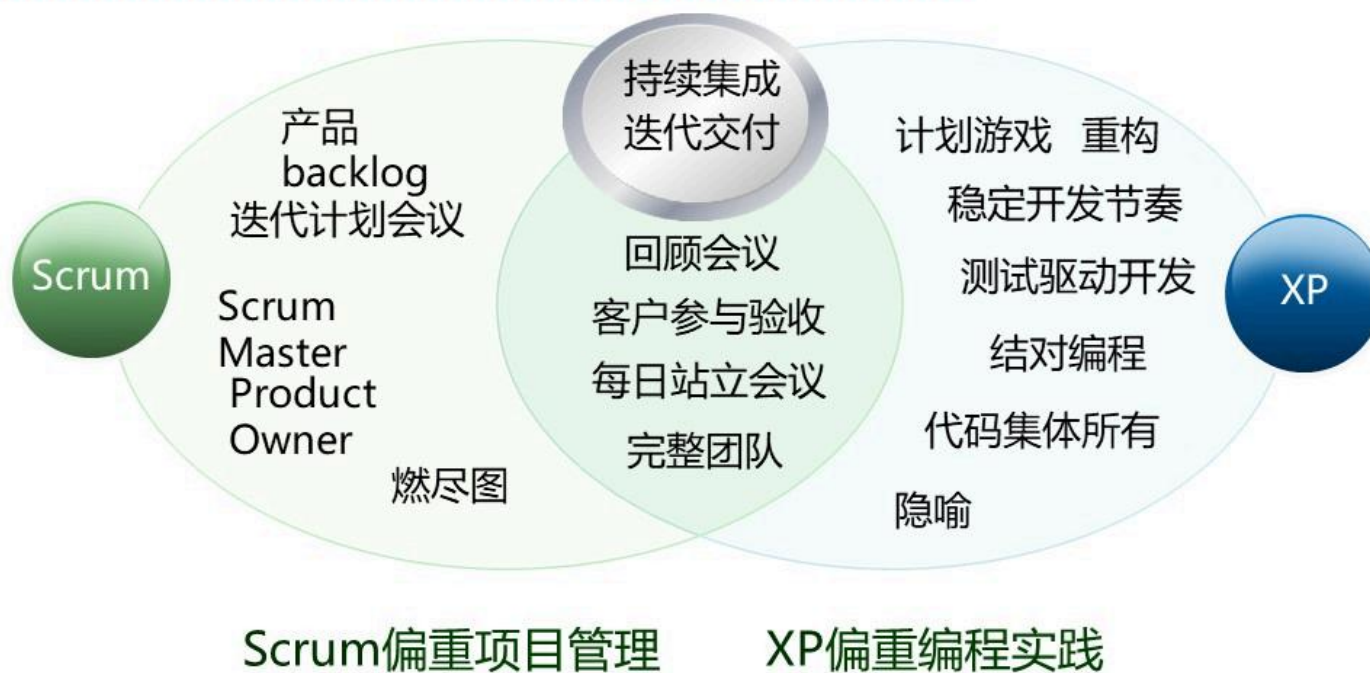 持续集成
迭代交付
Scrum
产品
backlog
迭代计划会议
Scrum
Master
Product
Owner
燃尽图
回顾会议
客户参与验收
每日站立会议
完整团队
计划游戏 重构
稳定开发节奏
测试驱动开发
结对编程
代码集体所有
隐喻
XP
Scrum偏重项目管理 XP偏重编程实践